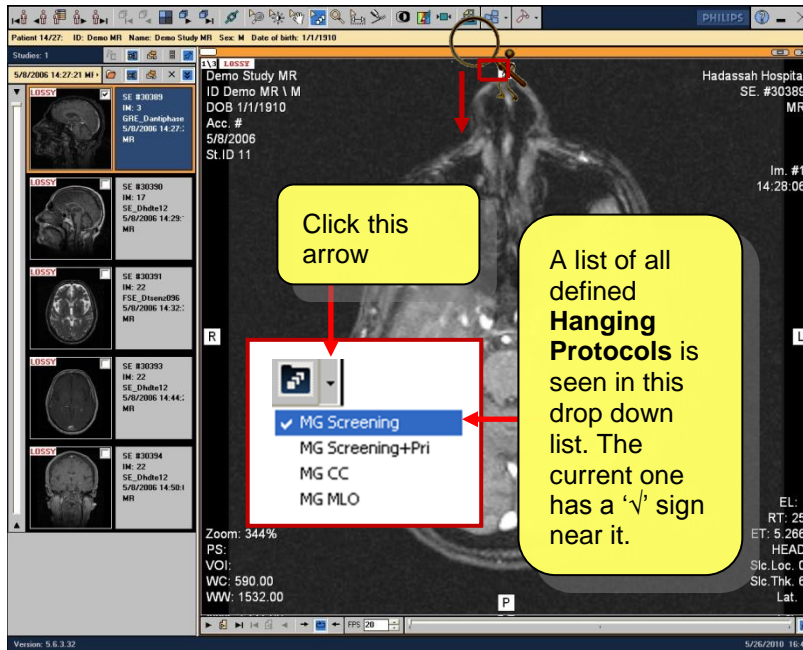 PHILIPS
Patient 14/27: ID: Demo MR Name: Demo Study MR Sex: M Date of birth: 1/1/1910
Studies: 1
5/8/2006 14:27:21 MF
LOSSY
SE #30389
IM: 3
GRE_Dantiphase
5/8/2006 14:27:
MR
LOSSY
SE #30390
IM: 17
SE_Dhdte12
5/8/2006 14:29:
MR
LOSSY
SE #30391
IM: 22
FSE_Dtsenz096
5/8/2006 14:32:
MR
LOSSY
SE #30393
IM: 22
SE_Dhdte12
5/8/2006 14:44:
MR
LOSSY
SE #30394
IM: 22
SE_Dhdte12
5/8/2006 14:50:
MR
1\3 LOSSY
Demo Study MR
ID Demo MR \ M
DOB 1/1/1910
Acc. #
5/8/2006
St.ID 11
Hadassah Hospita
SE. #30389
MR
Im. #1
14:28:06
Click this
arrow
A list of all
defined
Hanging
Protocols is
seen in this
drop down
list. The
current one
has a ‘√’ sign
near it.
R
L
✓ MG Screening
MG Screening+Pri
MG CC
MG MLO
Zoom: 344%
PS:
VOI:
WC: 590.00
WW: 1532.00
P
EL:
RT: 25
ET: 5.266
HEAD
Slc.Loc. 0
Slc.Thk. 6
Lat.
FPS 20
Version: 5.6.3.32
5/26/2010 16:4